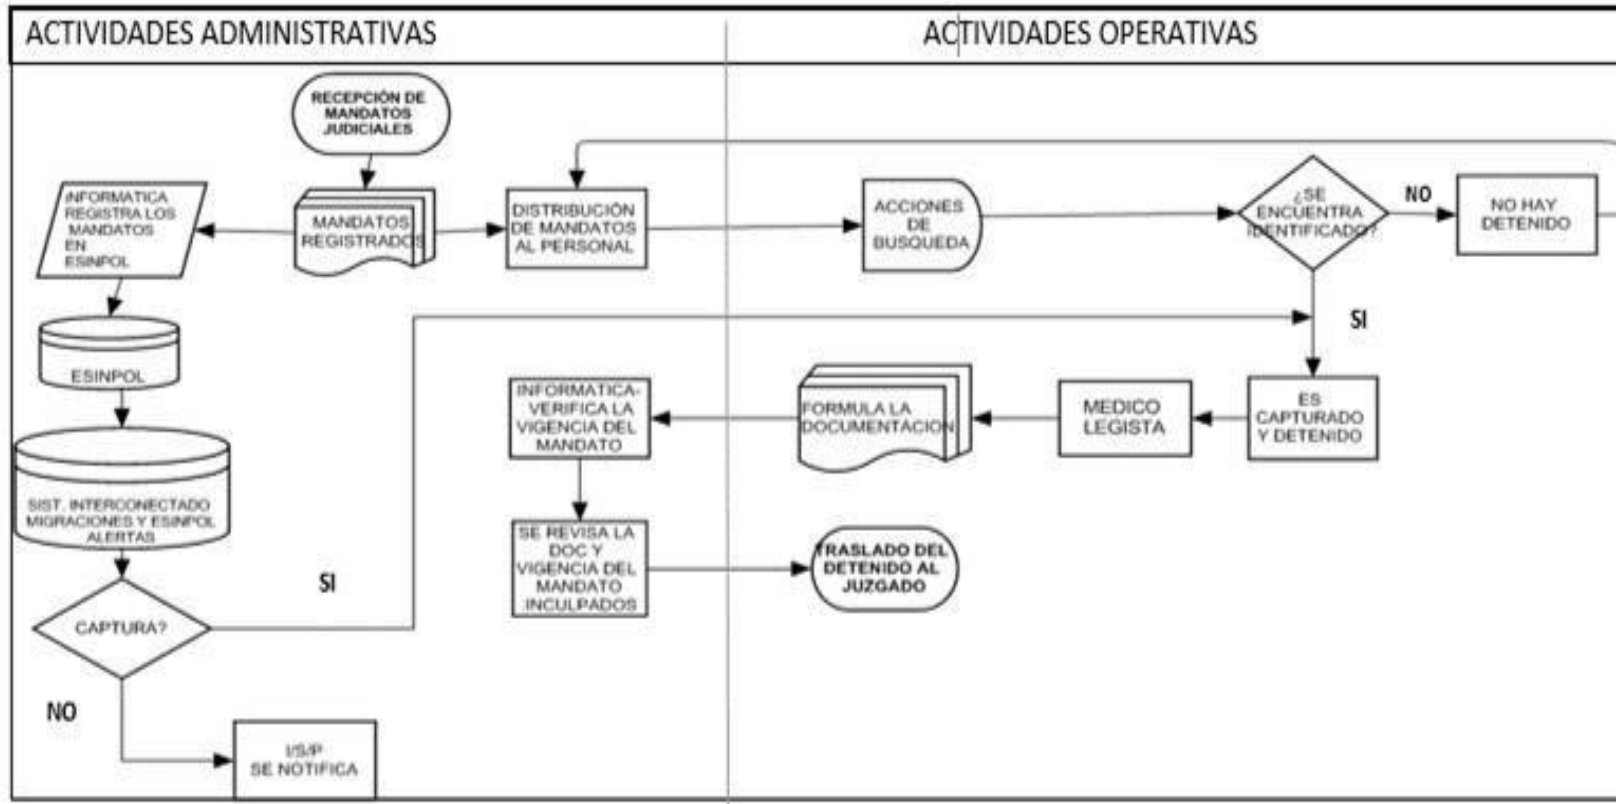 ACTIVIDADES ADMINISTRATIVAS
ACTIVIDADES OPERATIVAS
RECEPCIÓN DE
MANDATOS
JUDICIALES
INFORMATICA
REGISTRA LOS
MANDATOS
EN
ESINPOL
MANDATOS
REGISTRADOS
DISTRIBUCIÓN
DE MANDATOS
AL PERSONAL
ACCIONES
DE
BUSQUEDA
¿SE
ENCUENTRA
IDENTIFICADO?
NO
NO HAY
DETENIDO
SI
ESINPOL
SIST. INTERCONECTADO
MIGRACIONES Y ESINPOL
ALERTAS
INFORMATICA-
VERIFICA LA
VIGENCIA DEL
MANDATO
FORMULA LA
DOCUMENTACION
MEDICO
LEGISTA
ES
CAPTURADO
Y DETENIDO
SE REVISA LA
DOC Y
VIGENCIA DEL
MANDATO
.INCULPADOS
TRASLADO DEL
DETENIDO AL
JUZGADO
SI
CAPTURA?
NO
I/S/P
SE NOTIFICA